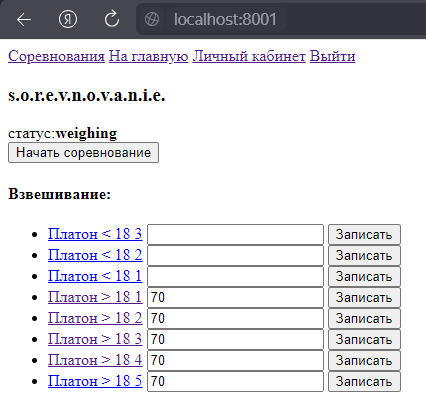 localhost:8001
Соревнования На главную Личный кабинет Выйти
s.o.r.e.v.n.o.v.a.n.i.e.
статус:weighing
Начать соревнование
Взвешивание:
Платон < 18 3 Записать
Платон < 18 2 Записать
Платон < 18 1 Записать
Платон > 18 1 70 Записать
Платон > 18 2 70 Записать
Платон > 18 3 70 Записать
Платон > 18 4 70 Записать
Платон > 18 5 70 Записать